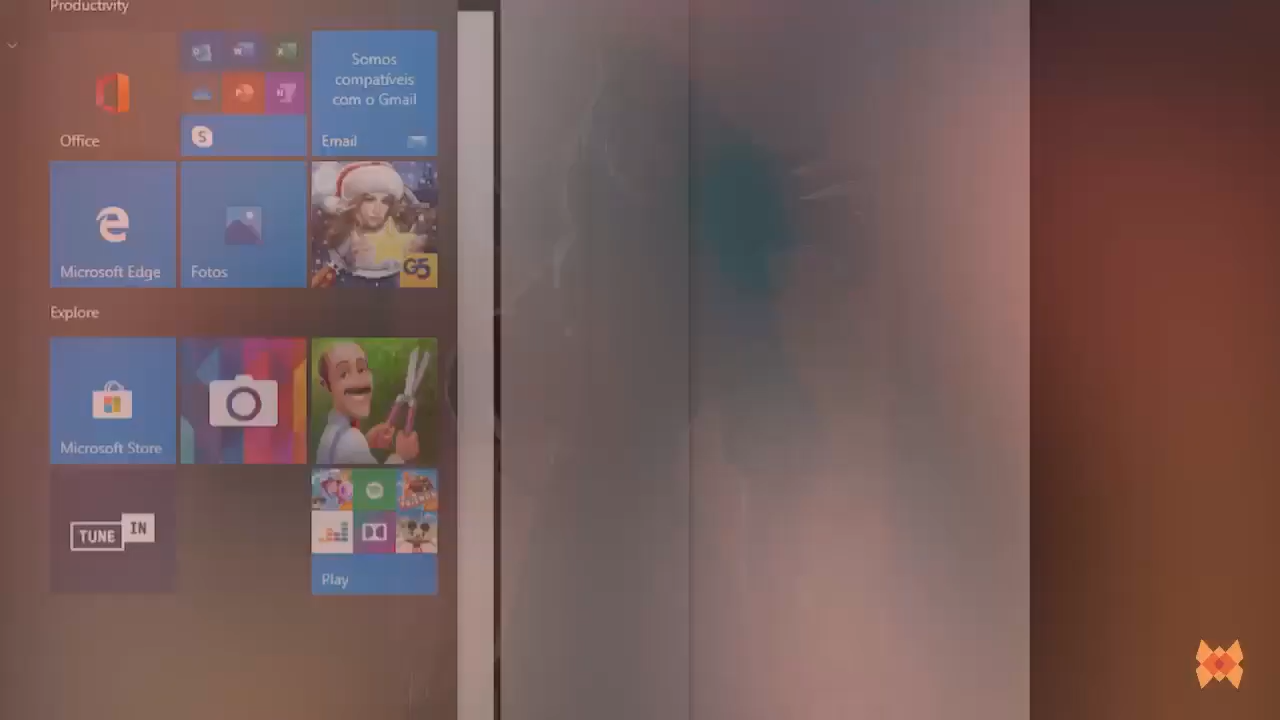 Productivity
Office
Somos
compatíveis
com o Gmail
Email
Microsoft Edge
Fotos
G5
Explore
Microsoft Store
TUNE IN
Play